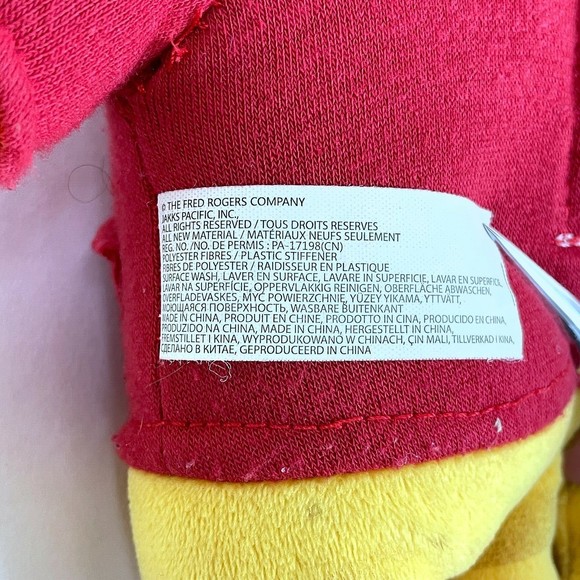 © THE FRED ROGERS COMPANY
JAKKS PACIFIC, INC.,
ALL RIGHTS RESERVED / TOUS DROITS RESERVES
ALL NEW MATERIAL / MATÉRIAUX NEUFS SEULEMENT
REG. NO./NO. DE PERMIS : PA-17198(CN)
POLYESTER FIBRES / PLASTIC STIFFENER
FIBRES DE POLYESTER / RAIDISSEUR EN PLASTIQUE
SURFACE WASH, LAVER EN SURFACE, LAVARE IN SUPERFICIE, LAVAR EN SUPERFICIE,
LAVAR NA SUPERFÍCIE, OPPERVLAKKIG REINIGEN, OBERFLÄCHE ABWASCHEN,
OVERFLADEVASKES, MYĆ POWIERZCHNIE, YÜZEY YIKAMA, YTTVÄTT,
МОЮЩАЯСЯ ПОВЕРХНОСТЬ, WASBARE BUITENKANT
MADE IN CHINA, PRODUIT EN CHINE, PRODOTTO IN CINA, PRODUCIDO EN CHINA,
PRODUZIDO NA CHINA, MADE IN CHINA, HERGESTELLT IN CHINA,
FREMSTILLET I KINA, WYPRODUKOWANO W CHINACH, ÇIN MALI, TILLVERKAD I KINA,
СДЕЛАНО В КИТАЕ, GEPRODUCEERD IN CHINA